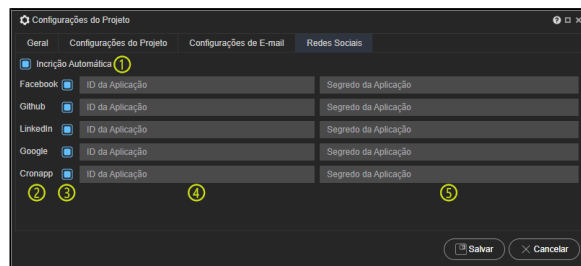 Configurações do Projeto
Geral Configurações do Projeto Configurações de E-mail Redes Sociais
Incrição Automática 1
Facebook ID da Aplicação Segredo da Aplicação
Github ID da Aplicação Segredo da Aplicação
LinkedIn ID da Aplicação Segredo da Aplicação
Google ID da Aplicação Segredo da Aplicação
Cronapp ID da Aplicação Segredo da Aplicação
2 3 4 5
Salvar Cancelar